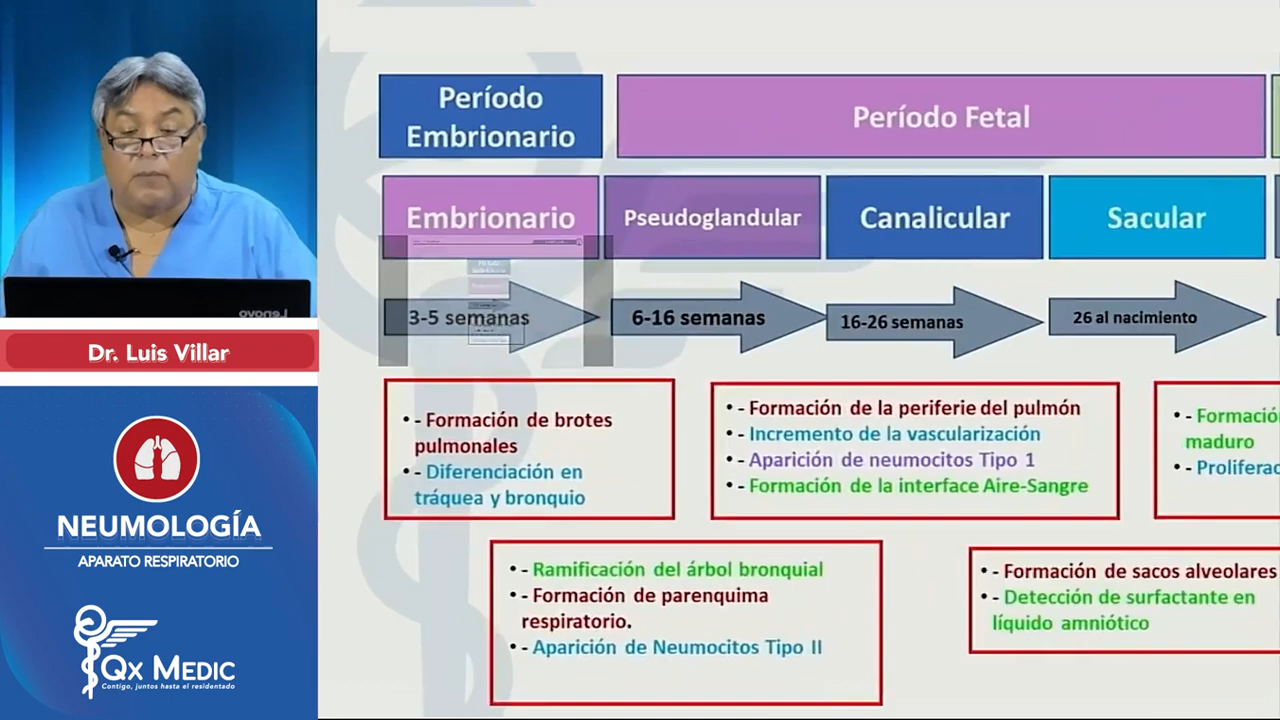 Período
Embrionario
Período Fetal
Embrionario
Pseudoglandular
Canalicular
Sacular
3-5 semanas
6-16 semanas
16-26 semanas
26 al nacimiento
• - Formación de brotes
pulmonales
• - Diferenciación en
tráquea y bronquio
• - Formación de la periferie del pulmón
• - Incremento de la vascularización
• - Aparición de neumocitos Tipo 1
• - Formación de la interface Aire-Sangre
• - Formació
maduro
• - Proliferac
• - Ramificación del árbol bronquial
• - Formación de parenquima
respiratorio.
• - Aparición de Neumocitos Tipo II
• - Formación de sacos alveolares
• - Detección de surfactante en
líquido amniótico
Lenovo
Dr. Luis Villar
NEUMOLOGÍA
APARATO RESPIRATORIO
QX MEDIC
Contigo, juntos hasta el residentado